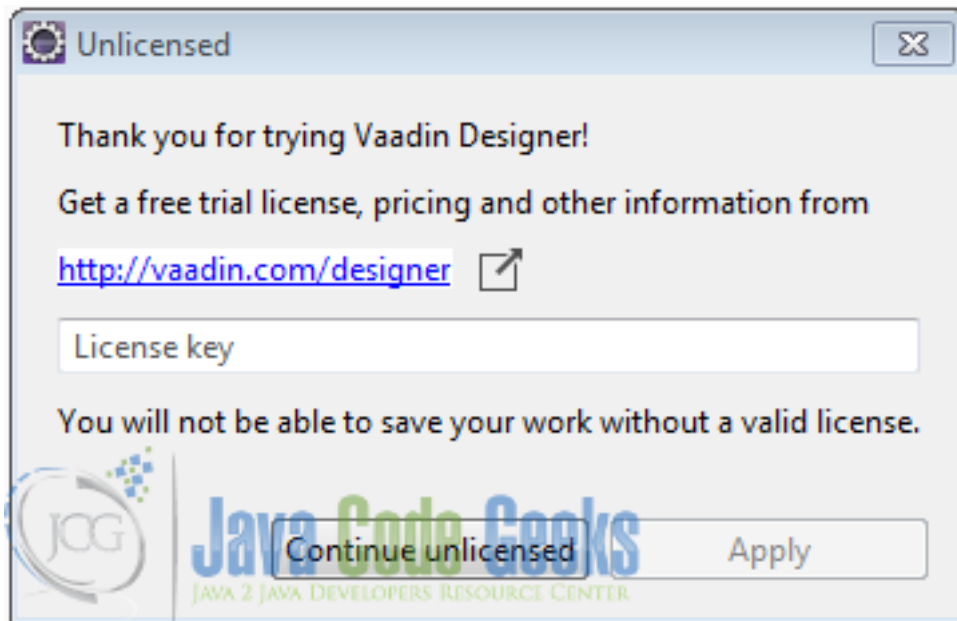 Unlicensed
Thank you for trying Vaadin Designer!
Get a free trial license, pricing and other information from
http://vaadin.com/designer
License key
You will not be able to save your work without a valid license.
JCG
Java Code Geeks
Continue unlicensed
Apply
JAVA 2 JAVA DEVELOPERS RESOURCE CENTER